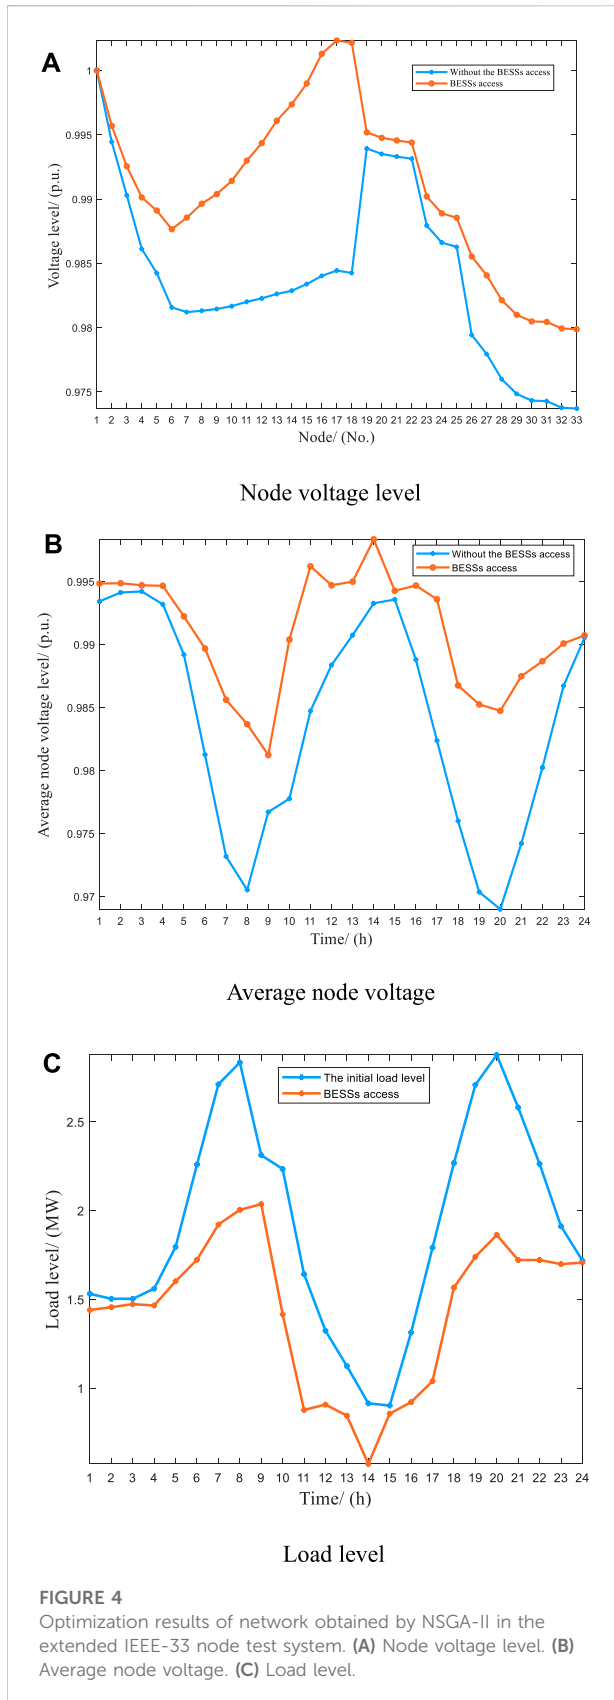 A
Without the BESSs access
BESSs access
1
0.995
0.99
0.985
0.98
0.975
Voltage level/ (p.u.)
1 2 3 4 5 6 7 8 9 10 11 12 13 14 15 16 17 18 19 20 21 22 23 24 25 26 27 28 29 30 31 32 33
Node/ (No.)
Node voltage level
B
Without the BESSs access
BESSs access
0.995
0.99
0.985
0.98
0.975
0.97
Average node voltage level/ (p.u.)
1 2 3 4 5 6 7 8 9 10 11 12 13 14 15 16 17 18 19 20 21 22 23 24
Time/ (h)
Average node voltage
C
The initial load level
BESSs access
2.5
2
1.5
1
Load level/ (MW)
1 2 3 4 5 6 7 8 9 10 11 12 13 14 15 16 17 18 19 20 21 22 23 24
Time/ (h)
Load level
FIGURE 4
Optimization results of network obtained by NSGA-II in the
extended IEEE-33 node test system. (A) Node voltage level. (B)
Average node voltage. (C) Load level.